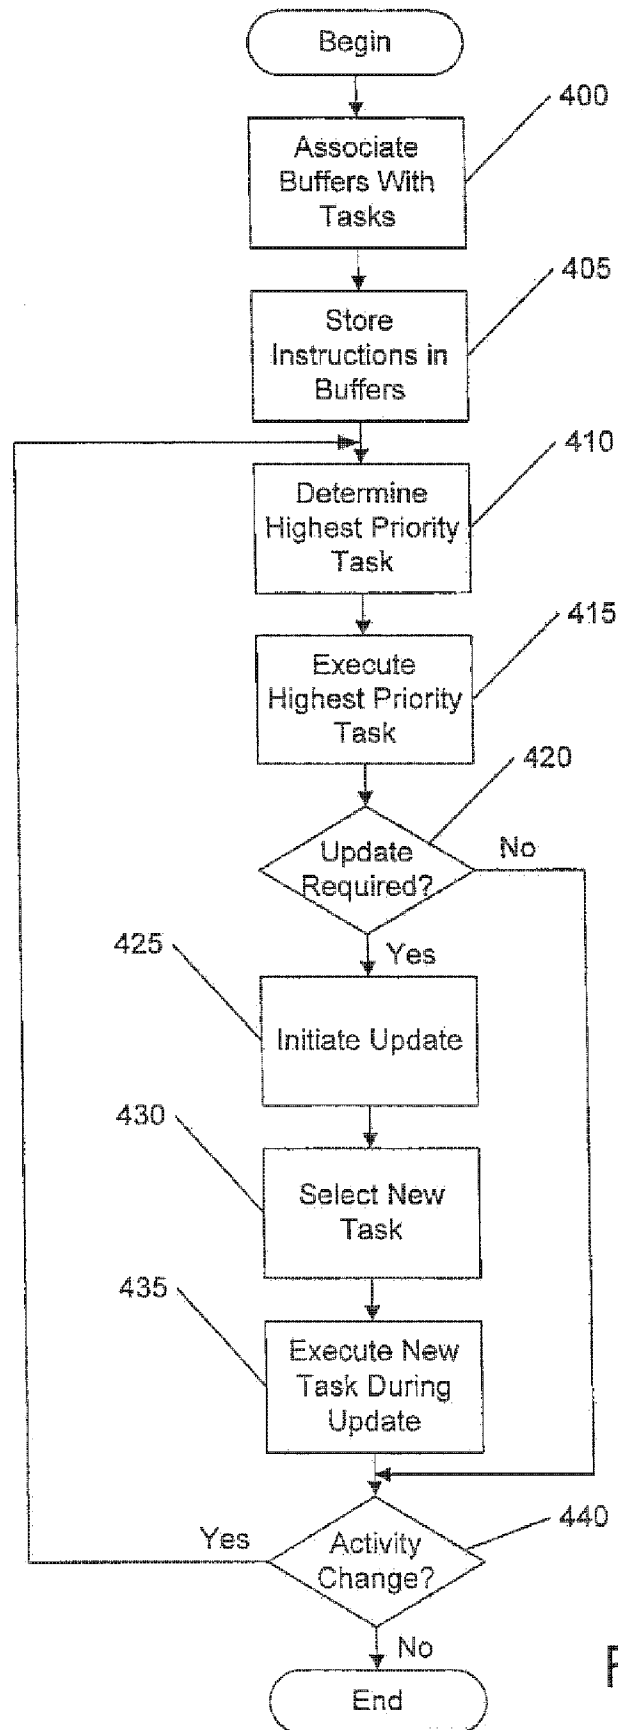 Begin
400
Associate
Buffers With
Tasks
405
Store
Instructions in
Buffers
410
Determine
Highest Priority
Task
415
Execute
Highest Priority
Task
420
Update
Required?
No
Yes
425
Initiate Update
430
Select New
Task
435
Execute New
Task During
Update
440
Activity
Change?
Yes
No
End
F